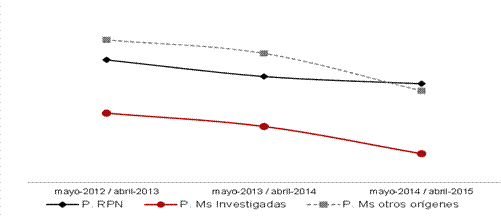 mayo-2012 / abril-2013 mayo-2013 / abril-2014 mayo-2014 / abril-2015
P. RPN P. Ms Investigadas P. Ms otros orígenes